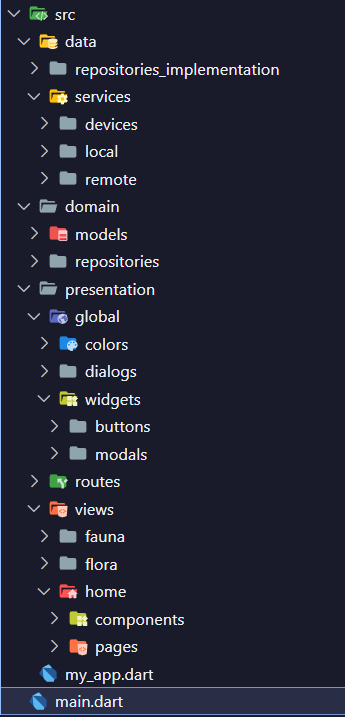 src
data
repositories_implementation
services
devices
local
remote
domain
models
repositories
presentation
global
colors
dialogs
widgets
buttons
modals
routes
views
fauna
flora
home
components
pages
my_app.dart
main.dart